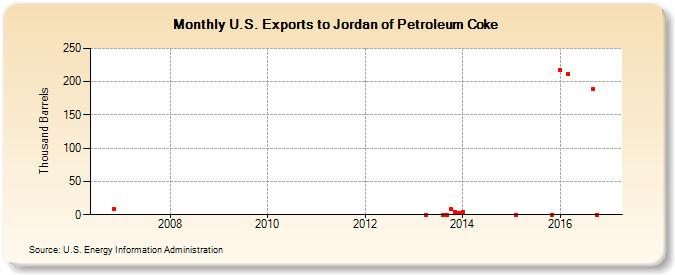 Monthly U.S. Exports to Jordan of Petroleum Coke
Thousand Barrels
250
200
150
100
50
0
2008 2010 2012 2014 2016
Source: U.S. Energy Information Administration